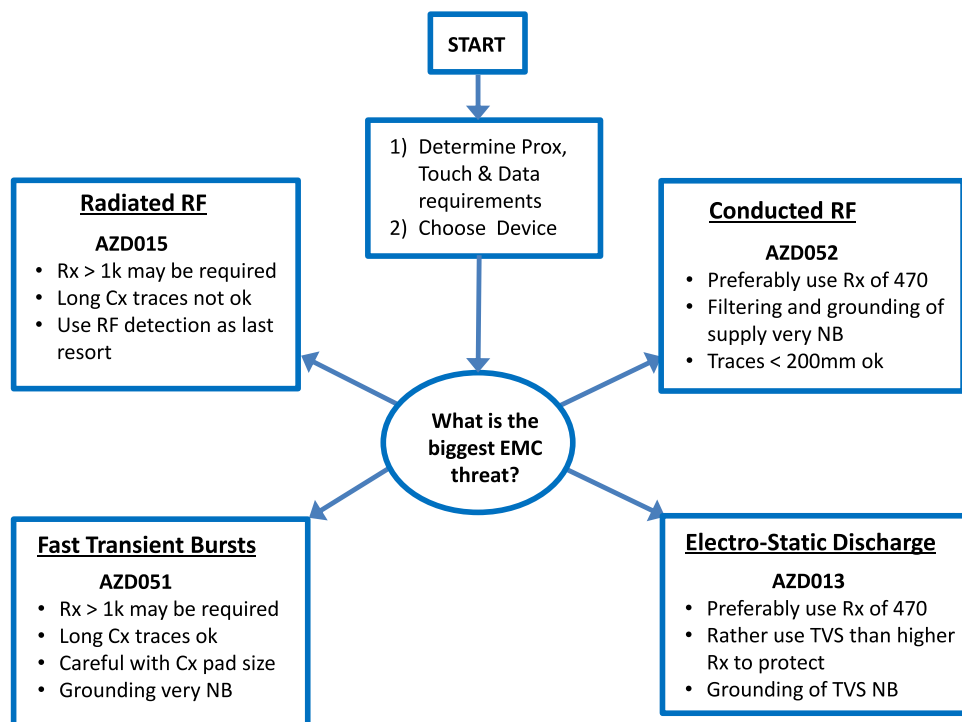 START
1) Determine Prox,
Touch & Data
requirements
2) Choose Device
Radiated RF
AZD015
• Rx > 1k may be required
• Long Cx traces not ok
• Use RF detection as last
resort
Conducted RF
AZD052
• Preferably use Rx of 470
• Filtering and grounding of
supply very NB
• Traces < 200mm ok
What is the
biggest EMC
threat?
Fast Transient Bursts
AZD051
• Rx > 1k may be required
• Long Cx traces ok
• Careful with Cx pad size
• Grounding very NB
Electro-Static Discharge
AZD013
• Preferably use Rx of 470
• Rather use TVS than higher
Rx to protect
• Grounding of TVS NB